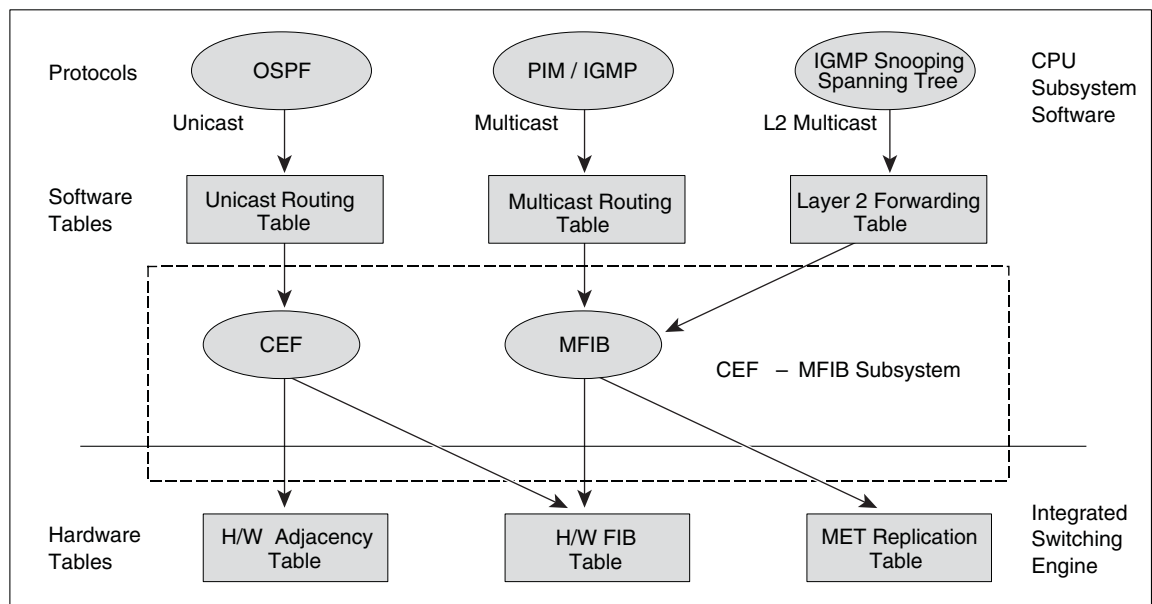 Protocols
OSPF
PIM / IGMP
IGMP Snooping
Spanning Tree
CPU
Subsystem
Software
Unicast
Multicast
L2 Multicast
Software
Tables
Unicast Routing
Table
Multicast Routing
Table
Layer 2 Forwarding
Table
CEF
MFIB
CEF – MFIB Subsystem
Hardware
Tables
H/W Adjacency
Table
H/W FIB
Table
MET Replication
Table
Integrated
Switching
Engine